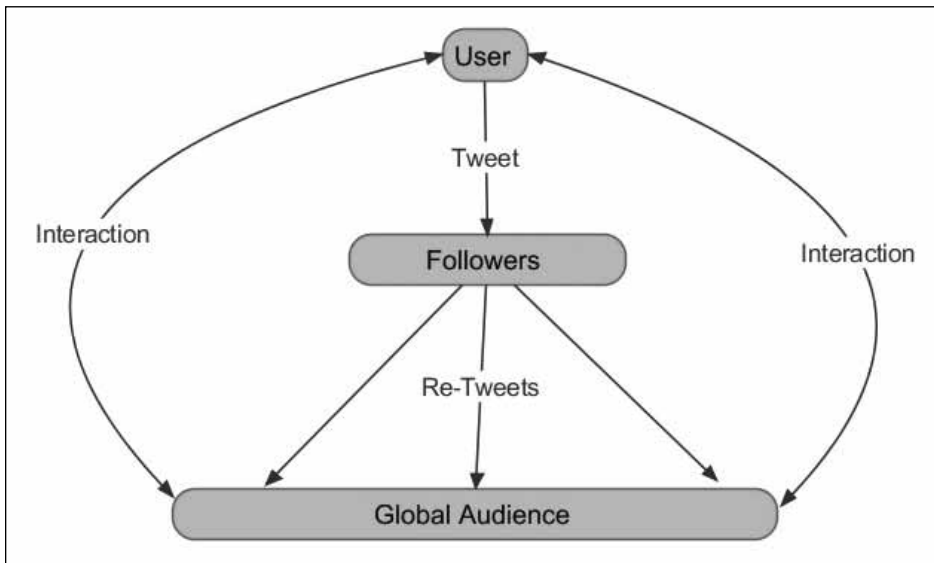 User
Tweet
Interaction
Interaction
Followers
Re-Tweets
Global Audience